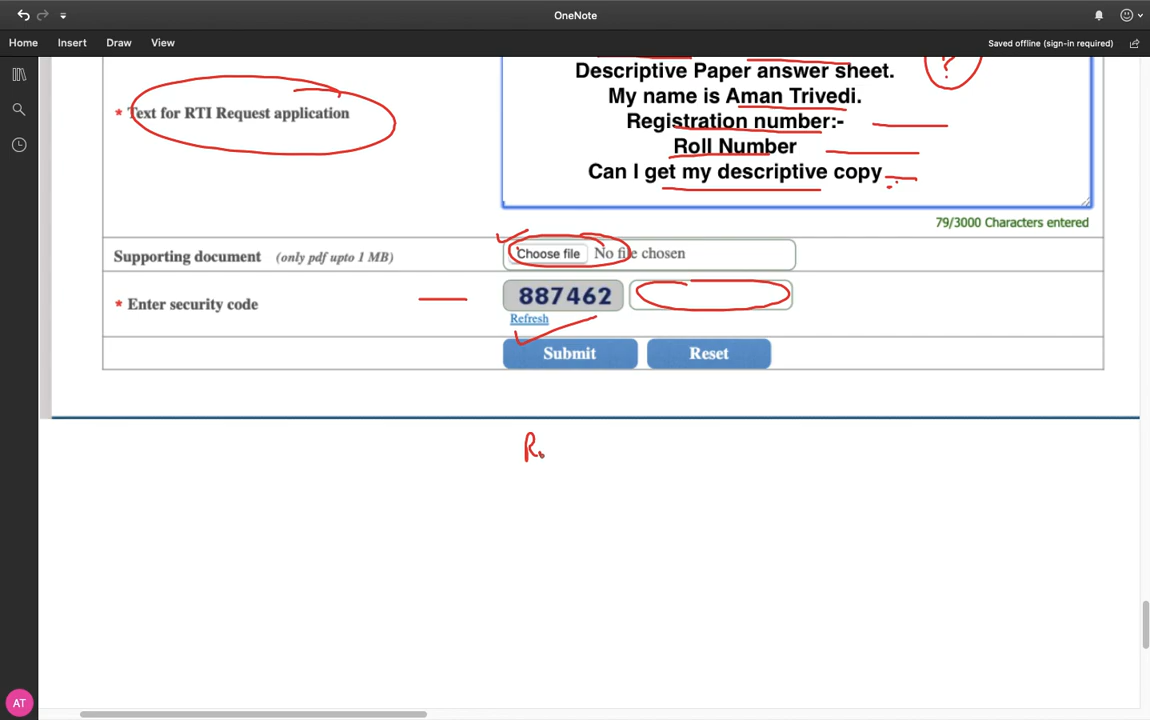 OneNote
Home Insert Draw View
Saved offline (sign-in required)
Descriptive Paper answer sheet.
?
* Text for RTI Request application
My name is Aman Trivedi.
Registration number:-
Roll Number
Can I get my descriptive copy
79/3000 Characters entered
Supporting document (only pdf upto 1 MB)
Choose file No file chosen
* Enter security code
887462
Refresh
Submit Reset
AT